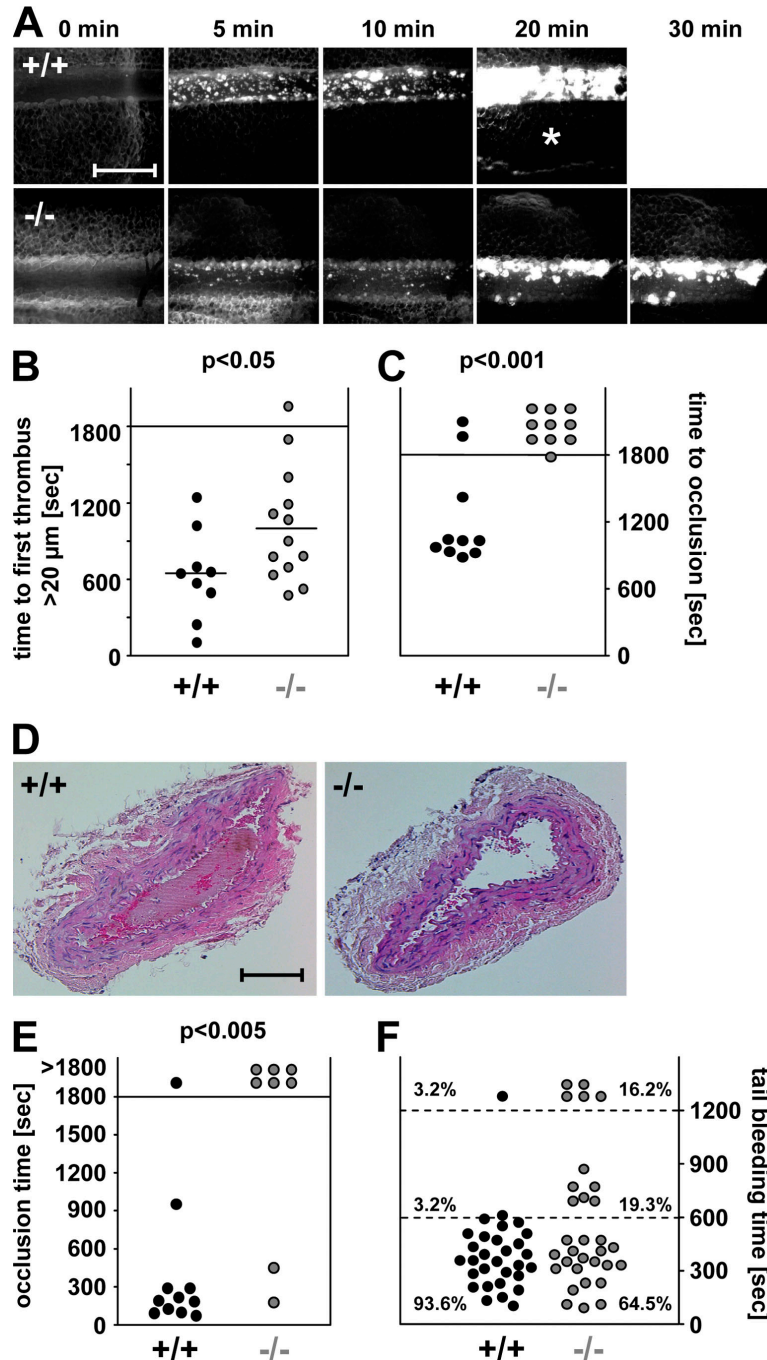 A 0 min 5 min 10 min 20 min 30 min
+/+
*
-/-
B p<0.05
C p<0.001
time to first thrombus
>20 µm [sec]
1800
1200
600
0
+/+ -/-
1800
1200
600
0
time to occlusion [sec]
+/+ -/-
D
+/+ -/-
E p<0.005
occlusion time [sec]
>1800
1800
1500
1200
900
600
300
0
+/+ -/-
F
3.2% 16.2%
3.2% 19.3%
93.6% 64.5%
1200
900
600
300
0
tail bleeding time [sec]
+/+ -/-